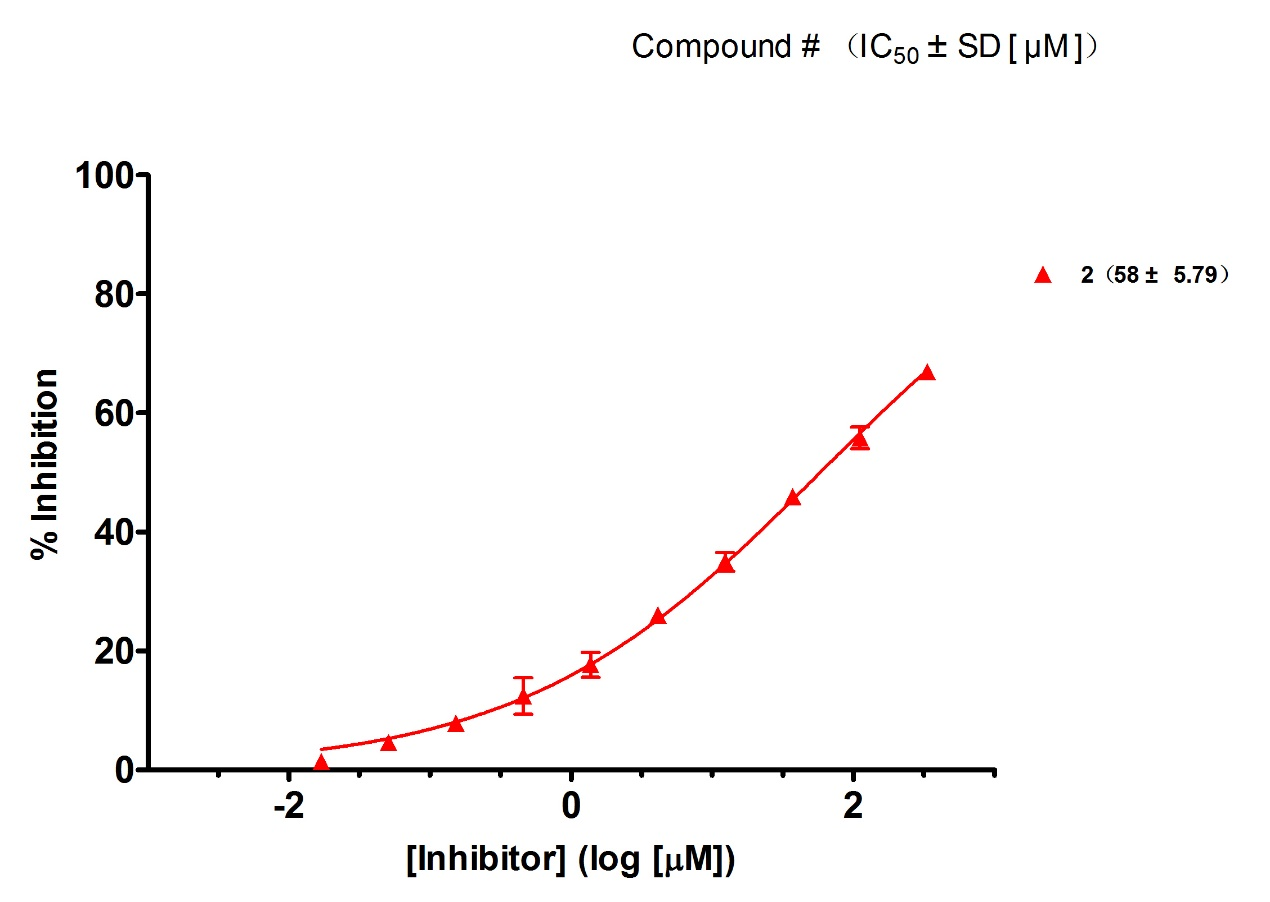 Compound # （IC50 ± SD [ µM ]）
100
80
60
40
20
0
% Inhibition
2（58 ± 5.79）
-2
0
2
[Inhibitor] (log [µM])